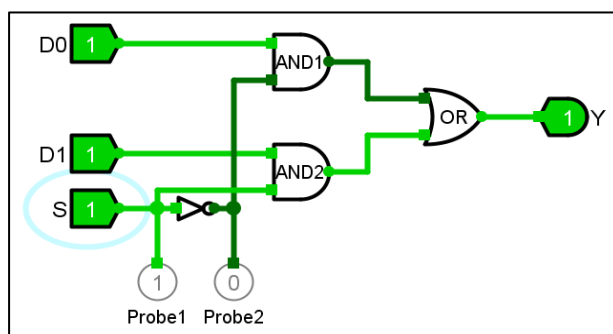 D0 1 AND1
OR 1 Y
D1 1 AND2
S 1
1 0
Probe1 Probe2